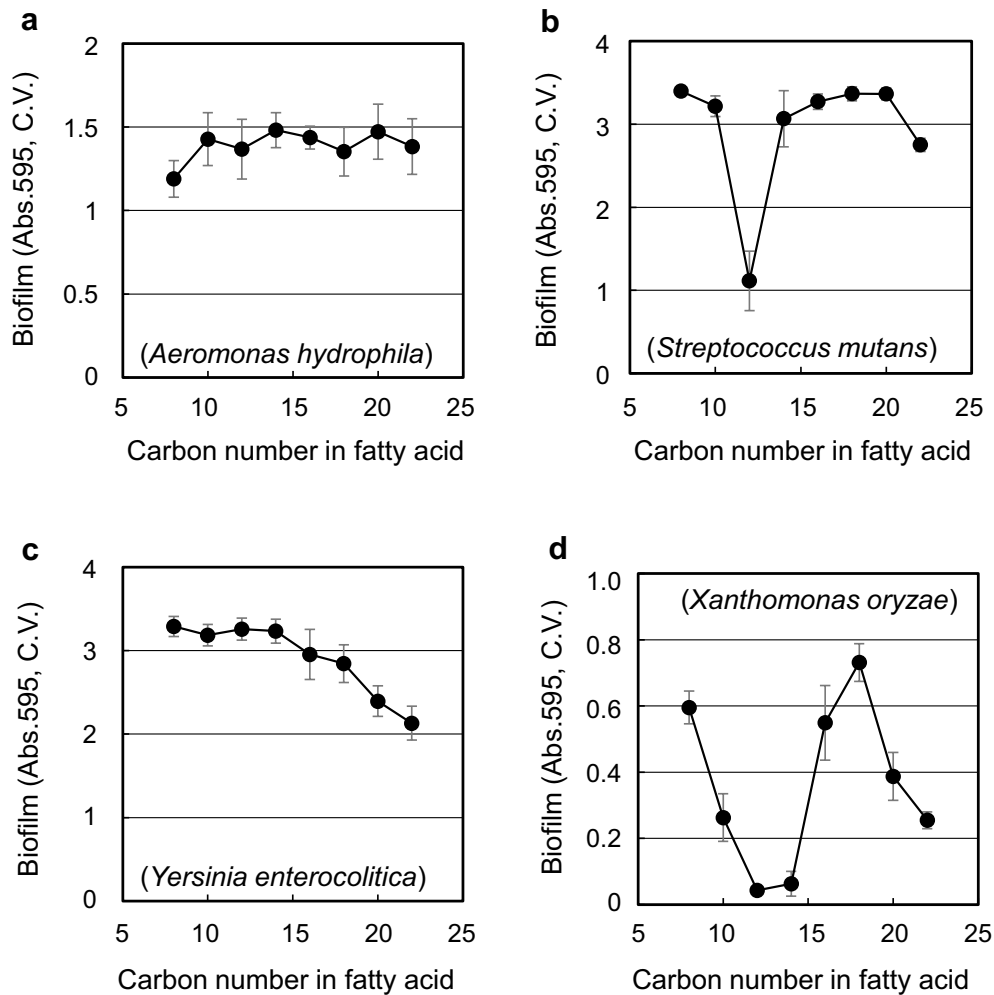 a
Biofilm (Abs.595, C.V.)
2
1.5
1
0.5
0
(Aeromonas hydrophila)
5 10 15 20 25
Carbon number in fatty acid
b
Biofilm (Abs.595, C.V.)
4
3
2
1
0
(Streptococcus mutans)
5 10 15 20 25
Carbon number in fatty acid
c
Biofilm (Abs.595, C.V.)
4
3
2
1
0
(Yersinia enterocolitica)
5 10 15 20 25
Carbon number in fatty acid
d
Biofilm (Abs.595, C.V.)
1.0
0.8
0.6
0.4
0.2
0
(Xanthomonas oryzae)
5 10 15 20 25
Carbon number in fatty acid